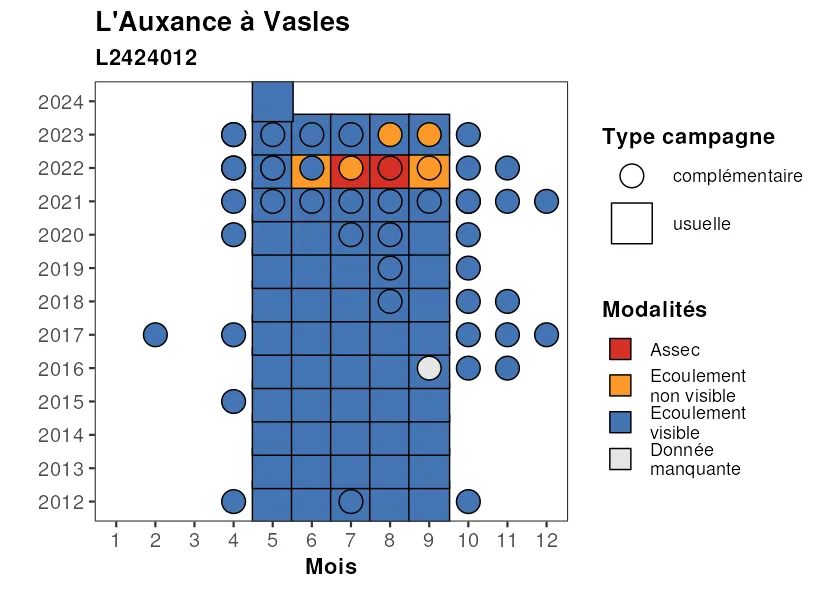 L'Auxance à Vasles
L2424012
2024
2023
2022
2021
2020
2019
2018
2017
2016
2015
2014
2013
2012
1 2 3 4 5 6 7 8 9 10 11 12
Mois
Type campagne
complémentaire
usuelle
Modalités
Assec
Ecoulement
non visible
Ecoulement
visible
Donnée
manquante